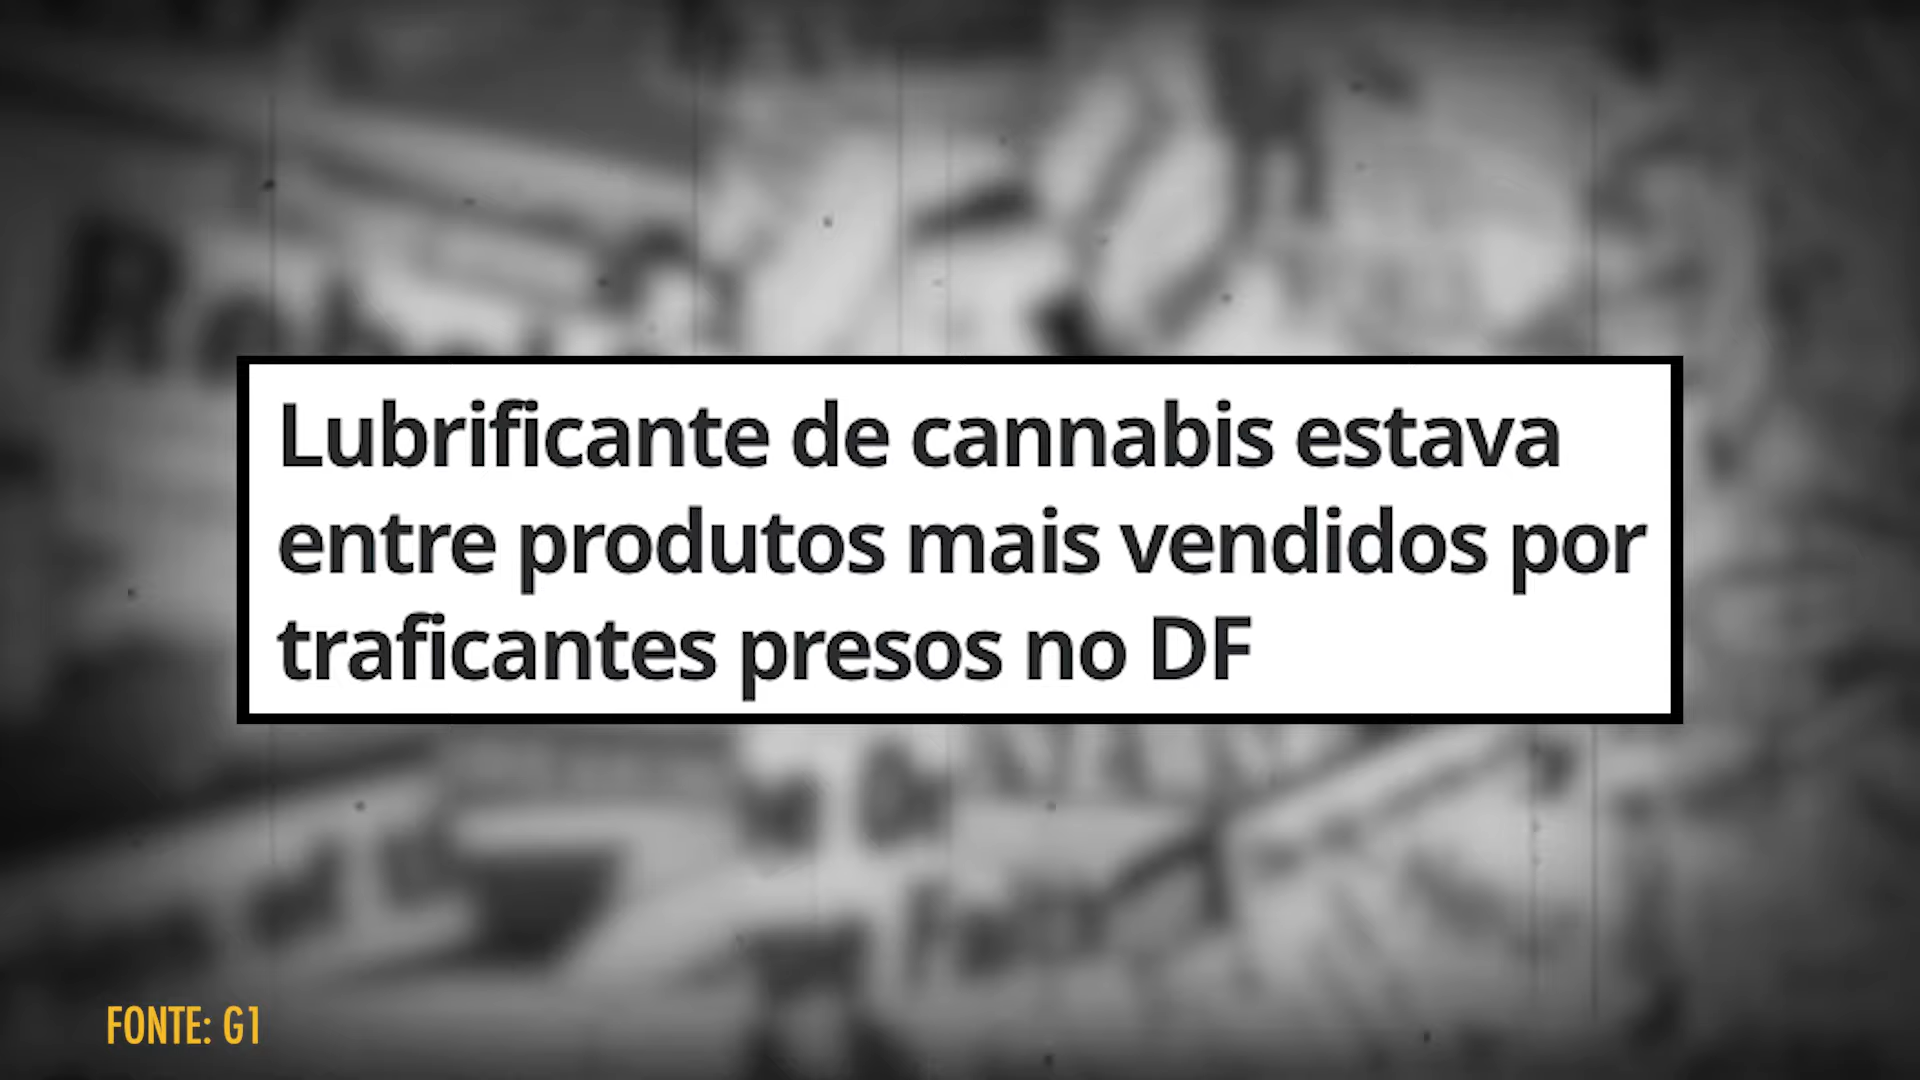 Lubrificante de cannabis estava
entre produtos mais vendidos por
traficantes presos no DF
FONTE: G1